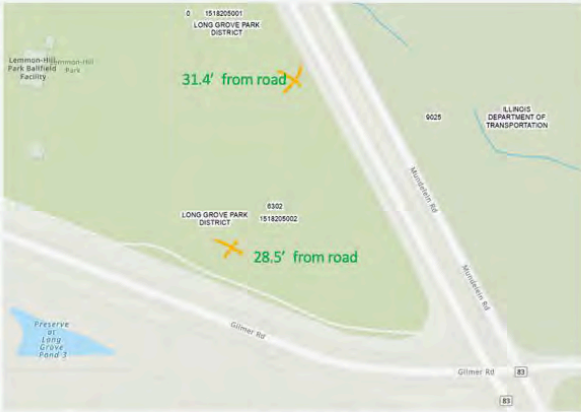 0 1518205001
LONG GROVE PARK
DISTRICT
Lemmon-Hill
Park Ballfield
Facility
Lemmon-Hill
Park
31.4' from road
9025
ILLINOIS
DEPARTMENT OF
TRANSPORTATION
Mundelein Rd
6302
LONG GROVE PARK
DISTRICT
1518205002
28.5' from road
Mundelein Rd
Preserve
at
Long
Grove
Pond 3
Gilmer Rd
Gilmer Rd
83
83